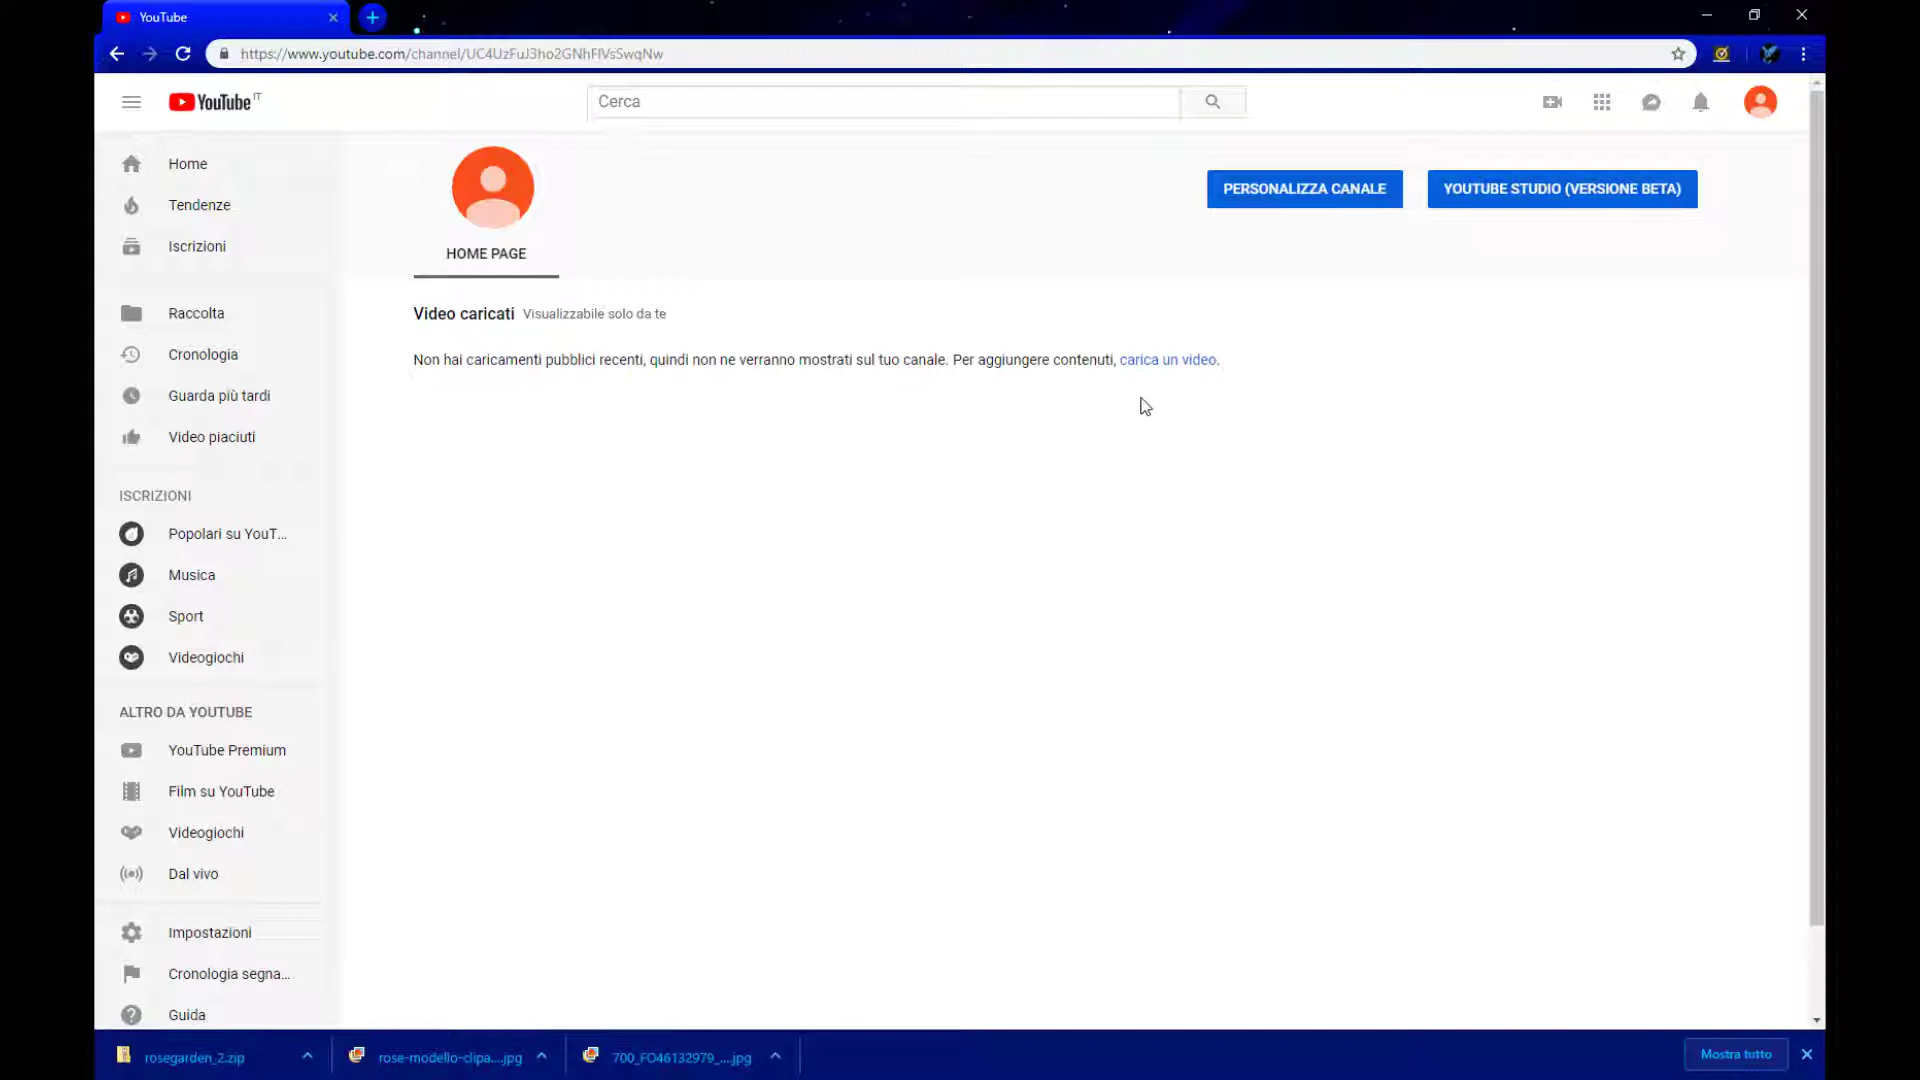 YouTube
https://www.youtube.com/channel/UC4UzFuJ3ho2GNhFlVsSwqNw
YouTube IT
Cerca
Home
Tendenze
Iscrizioni
Raccolta
Cronologia
Guarda più tardi
Video piaciuti
ISCRIZIONI
Popolari su YouT...
Musica
Sport
Videogiochi
ALTRO DA YOUTUBE
YouTube Premium
Film su YouTube
Videogiochi
Dal vivo
Impostazioni
Cronologia segna...
Guida
PERSONALIZZA CANALE
YOUTUBE STUDIO (VERSIONE BETA)
HOME PAGE
Video caricati Visualizzabile solo da te
Non hai caricamenti pubblici recenti, quindi non ne verranno mostrati sul tuo canale. Per aggiungere contenuti, carica un video.
rosegarden_2.zip
rose-modello-clipa....jpg
700_FO46132979_....jpg
Mostra tutto